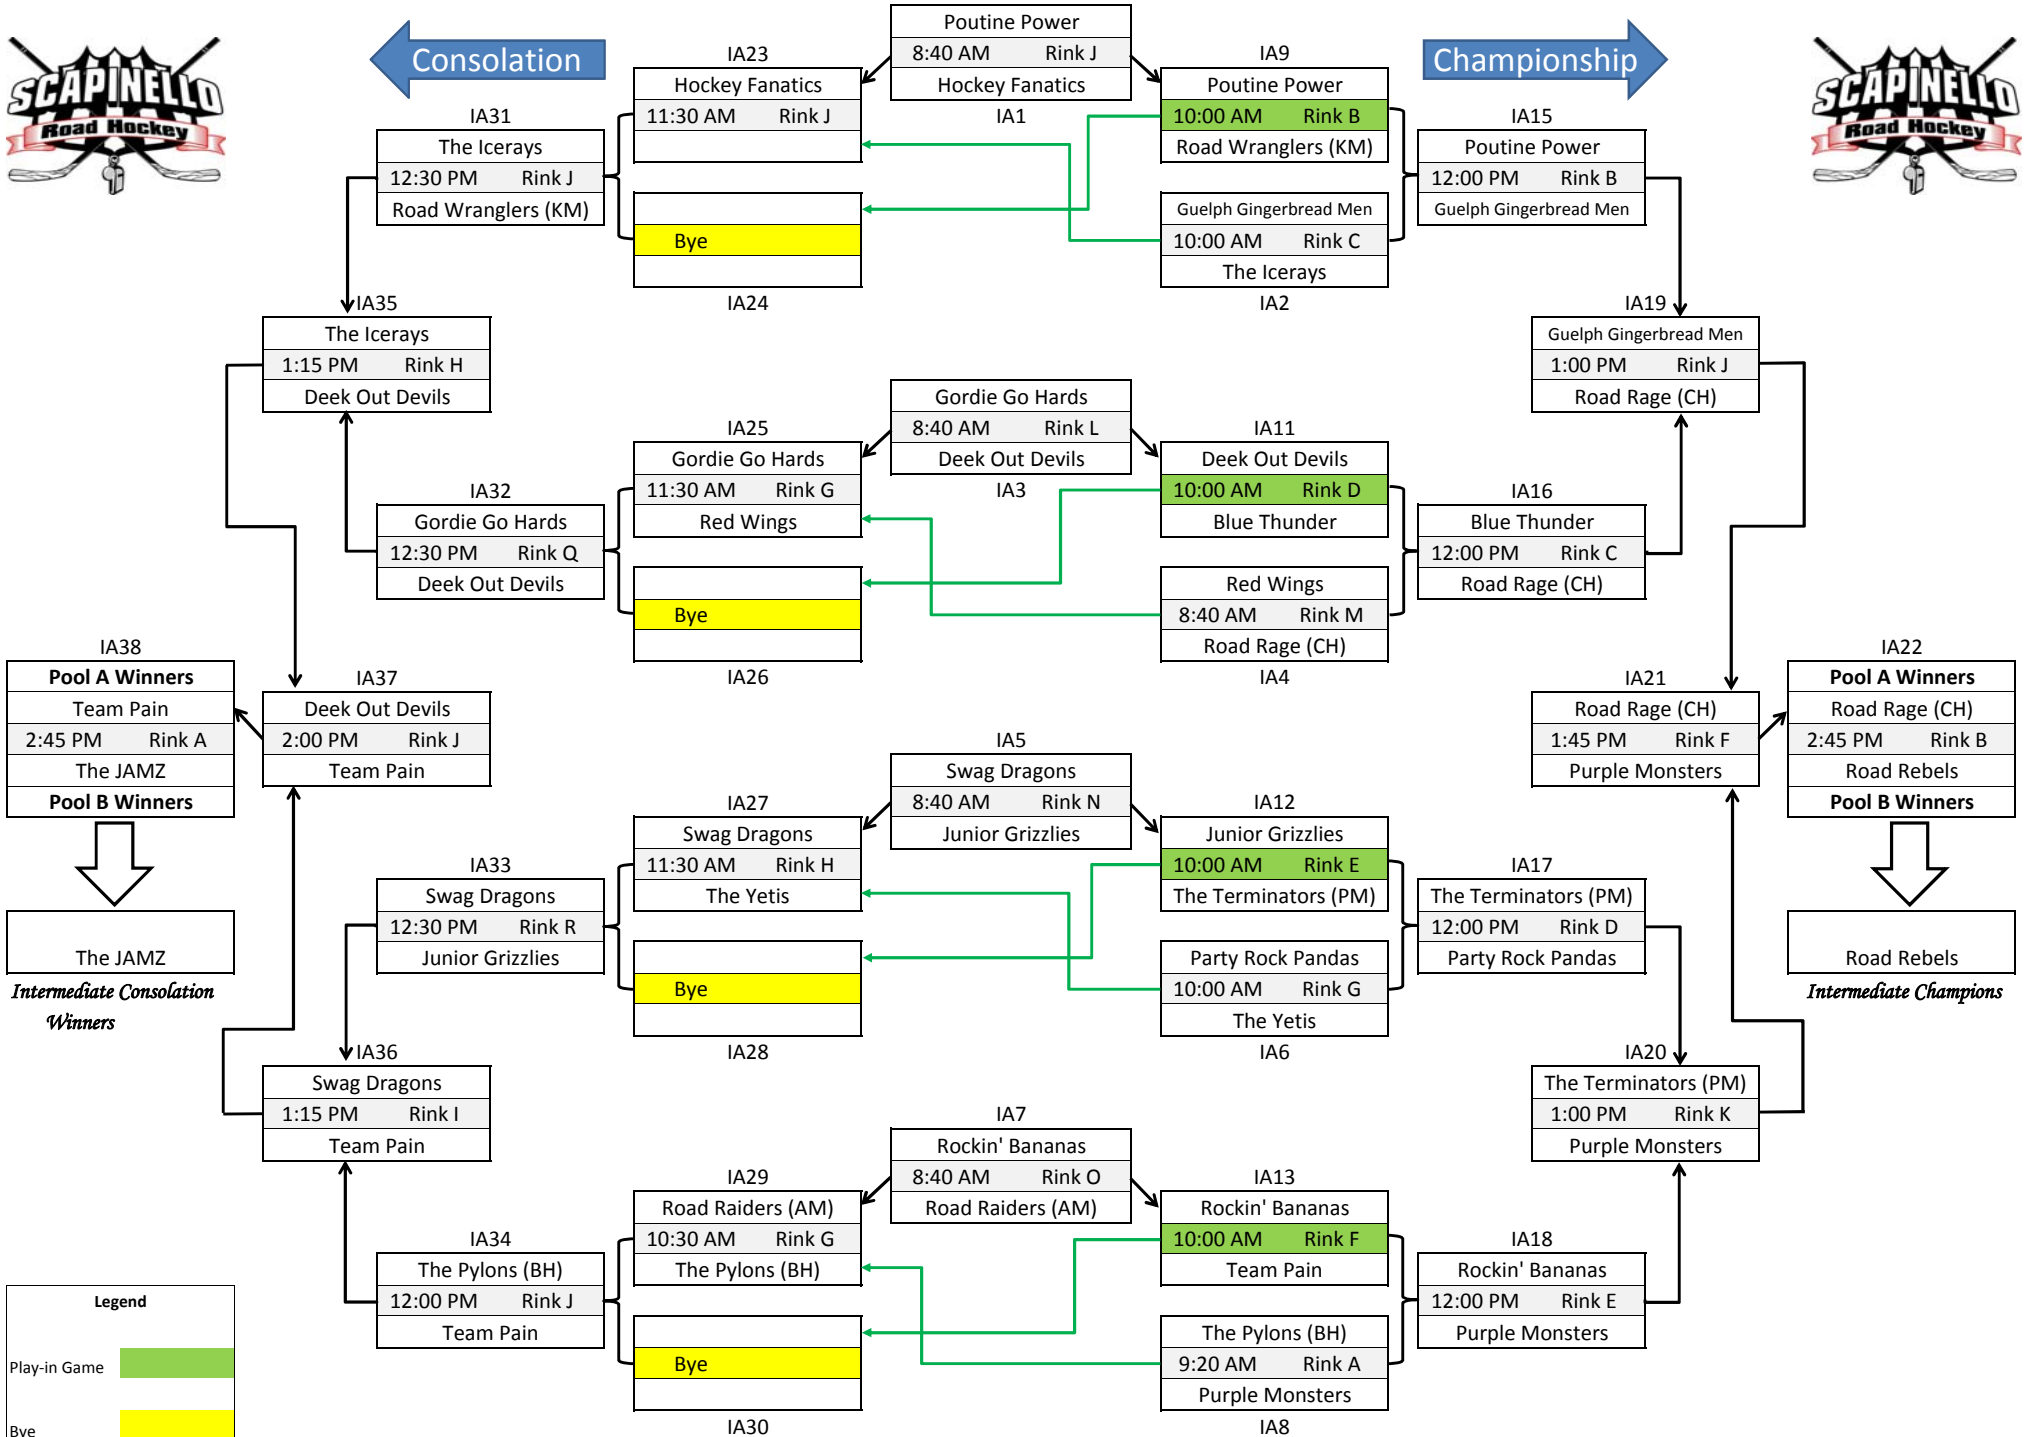 SCAPINELLO
Road Hockey
Consolation
Championship
SCAPINELLO
Road Hockey
Poutine Power
8:40 AM Rink J
Hockey Fanatics
IA1
IA23
Hockey Fanatics
11:30 AM Rink J
IA9
Poutine Power
10:00 AM Rink B
Road Wranglers (KM)
IA31
The Icerays
12:30 PM Rink J
Road Wranglers (KM)
IA15
Poutine Power
12:00 PM Rink B
Guelph Gingerbread Men
Bye
IA24
Guelph Gingerbread Men
10:00 AM Rink C
The Icerays
IA2
IA35
The Icerays
1:15 PM Rink H
Deek Out Devils
IA19
Guelph Gingerbread Men
1:00 PM Rink J
Road Rage (CH)
Gordie Go Hards
8:40 AM Rink L
Deek Out Devils
IA3
IA25
Gordie Go Hards
11:30 AM Rink G
Red Wings
IA11
Deek Out Devils
10:00 AM Rink D
Blue Thunder
IA32
Gordie Go Hards
12:30 PM Rink Q
Deek Out Devils
IA16
Blue Thunder
12:00 PM Rink C
Road Rage (CH)
Bye
IA26
Red Wings
8:40 AM Rink M
Road Rage (CH)
IA4
IA38
Pool A Winners
Team Pain
2:45 PM Rink A
The JAMZ
Pool B Winners
IA37
Deek Out Devils
2:00 PM Rink J
Team Pain
IA21
Road Rage (CH)
1:45 PM Rink F
Purple Monsters
IA22
Pool A Winners
Road Rage (CH)
2:45 PM Rink B
Road Rebels
Pool B Winners
IA5
Swag Dragons
8:40 AM Rink N
Junior Grizzlies
IA27
Swag Dragons
11:30 AM Rink H
The Yetis
IA12
Junior Grizzlies
10:00 AM Rink E
The Terminators (PM)
IA33
Swag Dragons
12:30 PM Rink R
Junior Grizzlies
IA17
The Terminators (PM)
12:00 PM Rink D
Party Rock Pandas
The JAMZ
Intermediate Consolation
Winners
Bye
IA28
Party Rock Pandas
10:00 AM Rink G
The Yetis
IA6
Road Rebels
Intermediate Champions
IA36
Swag Dragons
1:15 PM Rink I
Team Pain
IA20
The Terminators (PM)
1:00 PM Rink K
Purple Monsters
IA7
Rockin' Bananas
8:40 AM Rink O
Road Raiders (AM)
IA29
Road Raiders (AM)
10:30 AM Rink G
The Pylons (BH)
IA13
Rockin' Bananas
10:00 AM Rink F
Team Pain
IA34
The Pylons (BH)
12:00 PM Rink J
Team Pain
IA18
Rockin' Bananas
12:00 PM Rink E
Purple Monsters
Bye
IA30
The Pylons (BH)
9:20 AM Rink A
Purple Monsters
IA8
Legend
Play-in Game
Bye